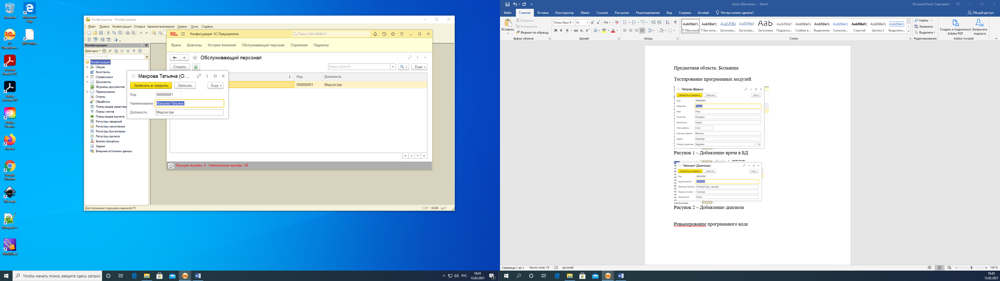 Корзина
Microsoft Edge
1С Предприя...
WPS Office
Acrobat Reader DC
Adobe Acrobat DC
Adobe Creati...
Firefox
Google Chrome
Inkscape
Notepad++
WinDjView
Конфигуратор - Конфигурация
Файл Правка Конфигурация Отладка Администрирование Сервис Окна Справка
Конфигурация
Действия
Поиск (Ctrl+Alt+M)
Конфигурация
Общие
Константы
Справочники
Документы
Журналы документов
Перечисления
Отчеты
Обработки
Планы видов характери
Планы счетов
Планы видов расчета
Регистры сведений
Регистры накопления
Регистры бухгалтерии
Регистры расчета
Бизнес-процессы
Задачи
Внешние источники данных
Для получения подсказки нажмите F1
CAP NUM ru
Конфигурация 1С:Предприятие
Поиск Ctrl+Shift+F
Врачи Диагнозы История болезней Обслуживающий персонал Отделения Пациенты
Обслуживающий персонал
Создать
Поиск (Ctrl+F)
Еще
Код Должность
000000001 Медсестра
Махрова Татьяна (О...
Записать и закрыть Записать Еще
Код: 000000001
Наименование: Махрова Татьяна
Должность: Медсестра
Текущие вызовы: 6 Накопленные вызовы: 60
Чтобы начать поиск, введите здесь запрос
РУС
18:43
13.02.2021
1
Зачет Шевченко - Word
Исхаков Ренат Сергеевич
Файл Главная Вставка Конструктор Макет Ссылки Рассылки Рецензирование Вид Справка Acrobat Что вы хотите сделать?
Общий доступ
Вставить
Вырезать
Копировать
Формат по образцу
Буфер обмена
Times New R 14
Ж К Ч abc x₂ x²
Шрифт
Абзац
АаБбВвГг, АаБбВвГг, АаБбВв АаБбВвГ АаЬ АаБбВвГ АаБбВвГг АаБбВвГг АаБбВвГг АаБбВвГг, АаБбВвГг АаБбВвГг
¶ Обычный ¶ Без инте... Заголово... Заголово... Заголовок Подзагол... Слабое в... Выделение Сильное... Строгий Цитата 2 Выделенн...
Стили
Найти
Заменить
Выделить
Редактирование
Создать и поделиться Adobe PDF
Запросить подписи
Adobe Acrobat
Предметная область: Больница
Тестирование программных модулей
Петров (Врачи)
Записать и закрыть Записать Еще
Код: 000000001
Фамилия: Петров
Имя: Петр
Отчество: Петрович
Должность: Хирург
Стаж работы: 5 лет
Научное звание: Магистр
Адрес: Оренбург
Номер отделения: Хирургия
Рисунок 1 – Добавление врача в БД
Диагнозы
Гайморит (Диагнозы)
Записать и закрыть Записать Еще
Код: 000000001
Наименование: Гайморит
Признаки болезни: Головная боль, насморк
Период лечения: 3 месяца
Назначения: Покой
Рисунок 2 – Добавление диагноза
Ревьюирование программного кода
Страница 1 из 1 Число слов: 19 русский
100 %
18:43
13.02.2021